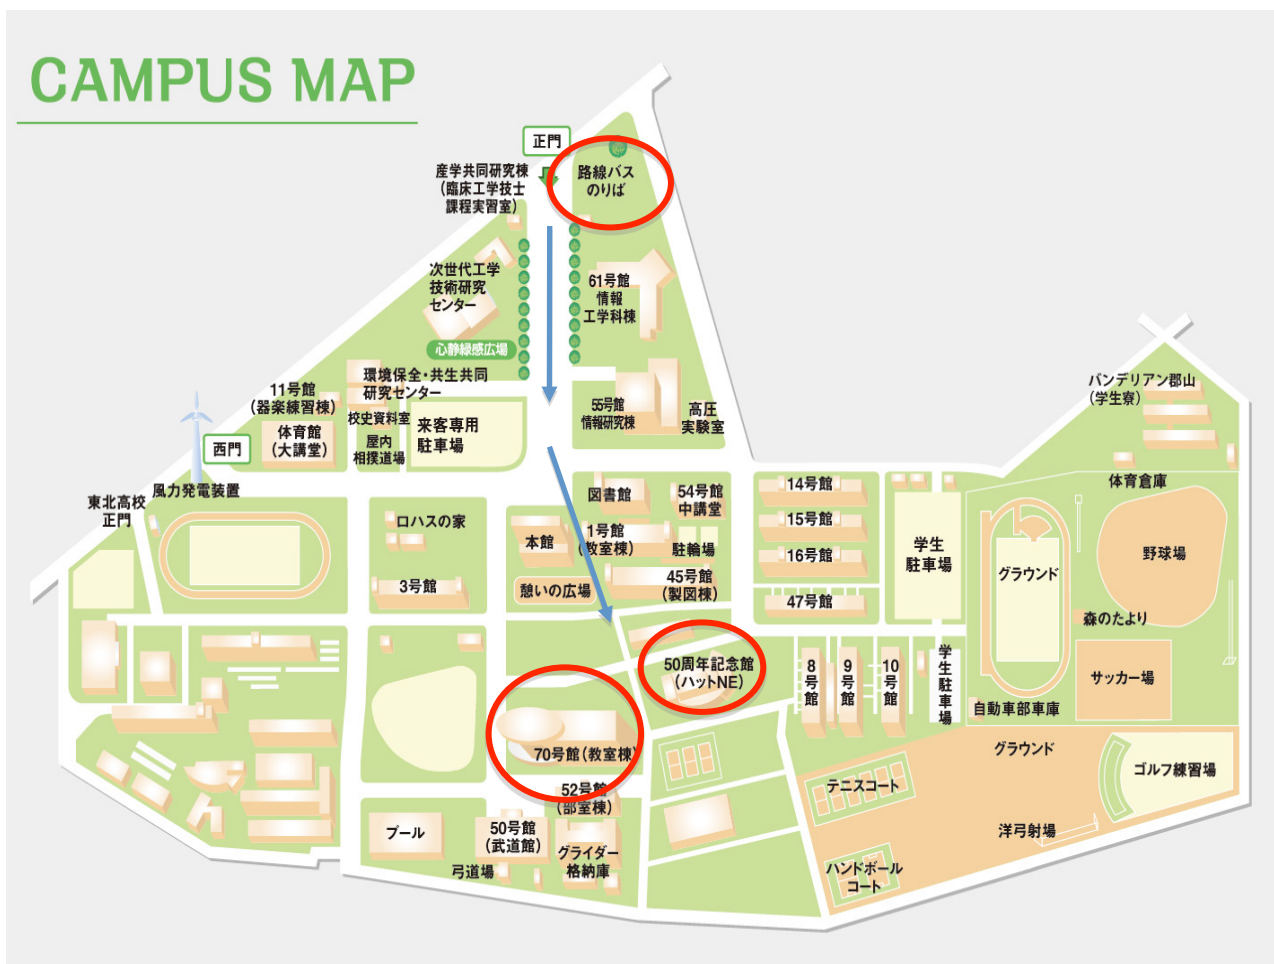 CAMPUS MAP
正門
路線バス
のりば
産学共同研究棟
(臨床工学技士
課程実習室)
次世代工学
技術研究
センター
61号館
情報
工学科棟
心静緑感広場
環境保全・共生共同
研究センター
11号館
(器楽練習棟)
校史資料室
来客専用
駐車場
55号館
情報研究棟
高圧
実験室
体育館
(大講堂)
屋内
相撲道場
西門
風力発電装置
東北高校
正門
バンデリアン郡山
(学生寮)
体育倉庫
図書館
54号館
中講堂
14号館
15号館
16号館
47号館
ロハスの家
本館
1号館
(教室棟)
駐輪場
学生
駐車場
グラウンド
野球場
3号館
憩いの広場
45号館
(製図棟)
森のたより
50周年記念館
(ハットNE)
8号館
9号館
10号館
学生駐車場
サッカー場
自動車部車庫
70号館(教室棟)
グラウンド
ゴルフ練習場
52号館
(部室棟)
テニスコート
プール
50号館
(武道館)
グライダー
格納庫
弓道場
洋弓射場
ハンドボール
コート